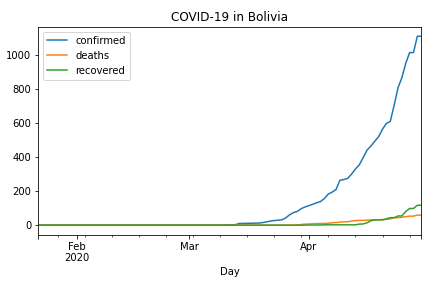 COVID-19 in Bolivia
confirmed
deaths
recovered
1000
800
600
400
200
0
Feb
2020
Mar
Apr
Day